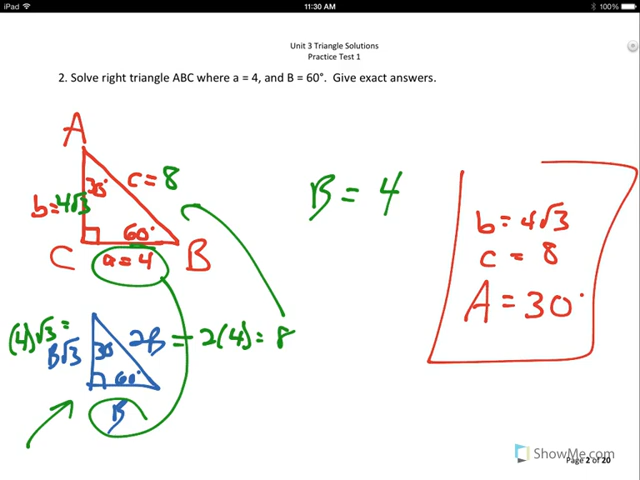 iPad
11:30 AM
100%
Unit 3 Triangle Solutions
Practice Test 1
2. Solve right triangle ABC where a = 4, and B = 60°. Give exact answers.
A
30°
c = 8
b = 4√3
60°
C
a = 4
B
B = 4
b = 4√3
c = 8
A = 30°
(4)√3 =
B√3
30
2B = 2(4) = 8
60°
B
ShowMe.com
Page 2 of 20